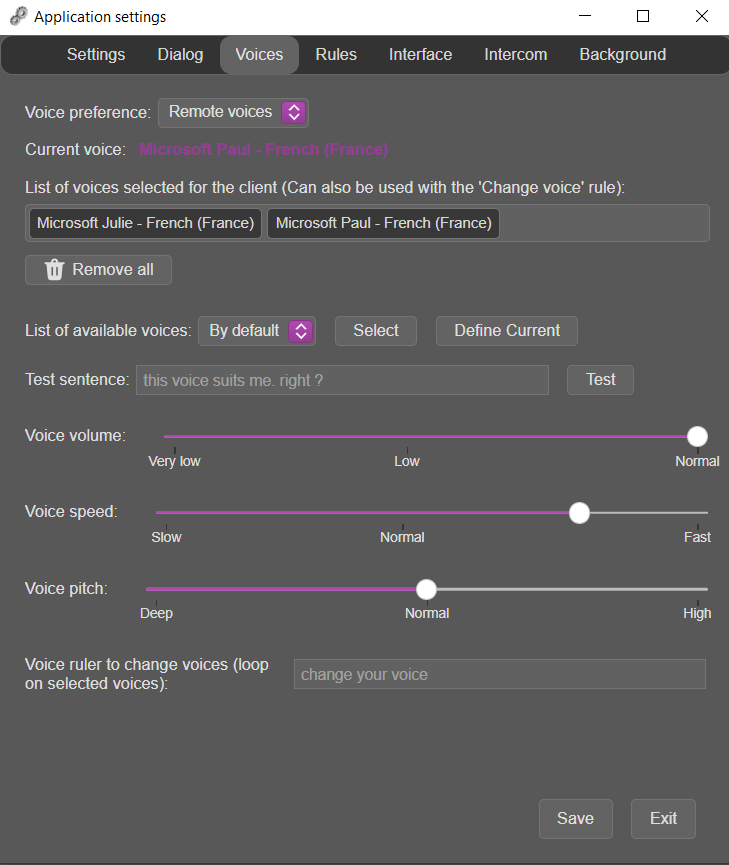 Application settings
Settings Dialog Voices Rules Interface Intercom Background
Voice preference: Remote voices
Current voice: Microsoft Paul - French (France)
List of voices selected for the client (Can also be used with the 'Change voice' rule):
Microsoft Julie - French (France) Microsoft Paul - French (France)
Remove all
List of available voices: By default Select Define Current
Test sentence: this voice suits me. right ? Test
Voice volume:
Very low Low Normal
Voice speed:
Slow Normal Fast
Voice pitch:
Deep Normal High
Voice ruler to change voices (loop
on selected voices):
change your voice
Save Exit